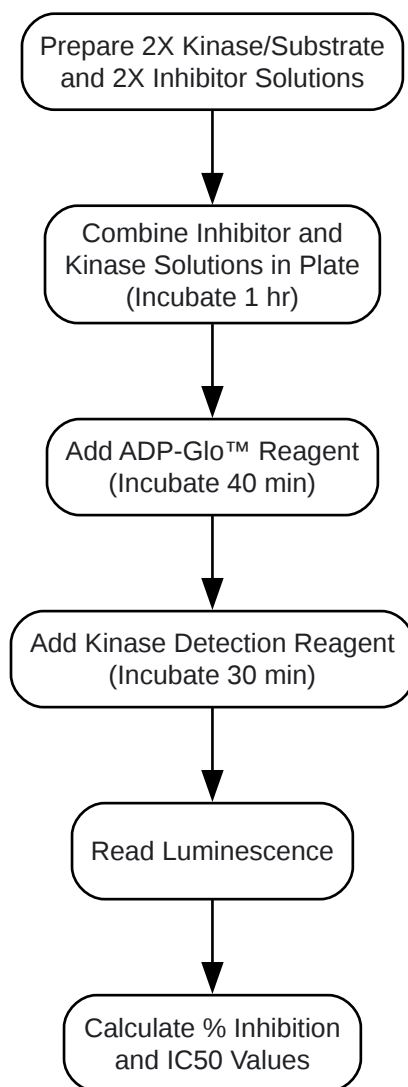 Prepare 2X Kinase/Substrate
and 2X Inhibitor Solutions
Combine Inhibitor and
Kinase Solutions in Plate
(Incubate 1 hr)
Add ADP-Glo™ Reagent
(Incubate 40 min)
Add Kinase Detection Reagent
(Incubate 30 min)
Read Luminescence
Calculate % Inhibition
and IC50 Values